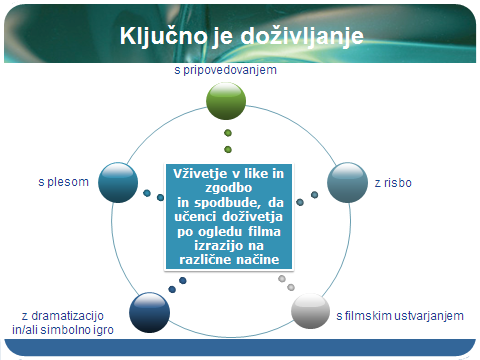 Ključno je doživljanje
s pripovedovanjem
s plesom
Vživetje v like in
zgodbo
in spodbude, da
učenci doživetja
po ogledu filma
izrazijo na
različne načine
z risbo
z dramatizacijo
in/ali simbolno igro
s filmskim ustvarjanjem